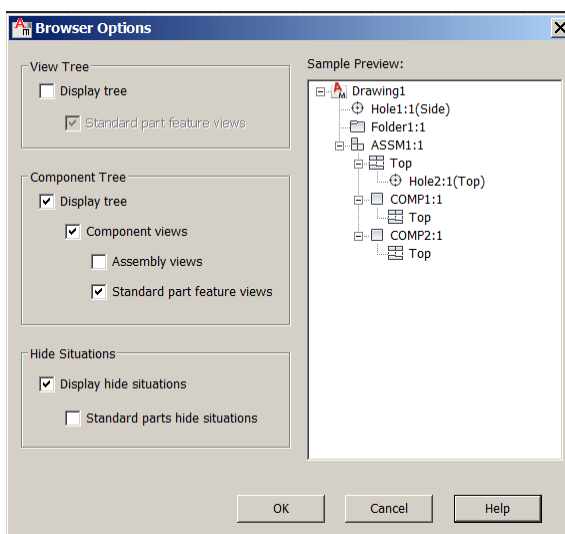 Browser Options
View Tree
Display tree
Standard part feature views
Component Tree
Display tree
Component views
Assembly views
Standard part feature views
Hide Situations
Display hide situations
Standard parts hide situations
Sample Preview:
Drawing1
Hole1:1(Side)
Folder1:1
ASSM1:1
Top
Hole2:1(Top)
COMP1:1
Top
COMP2:1
Top
OK Cancel Help